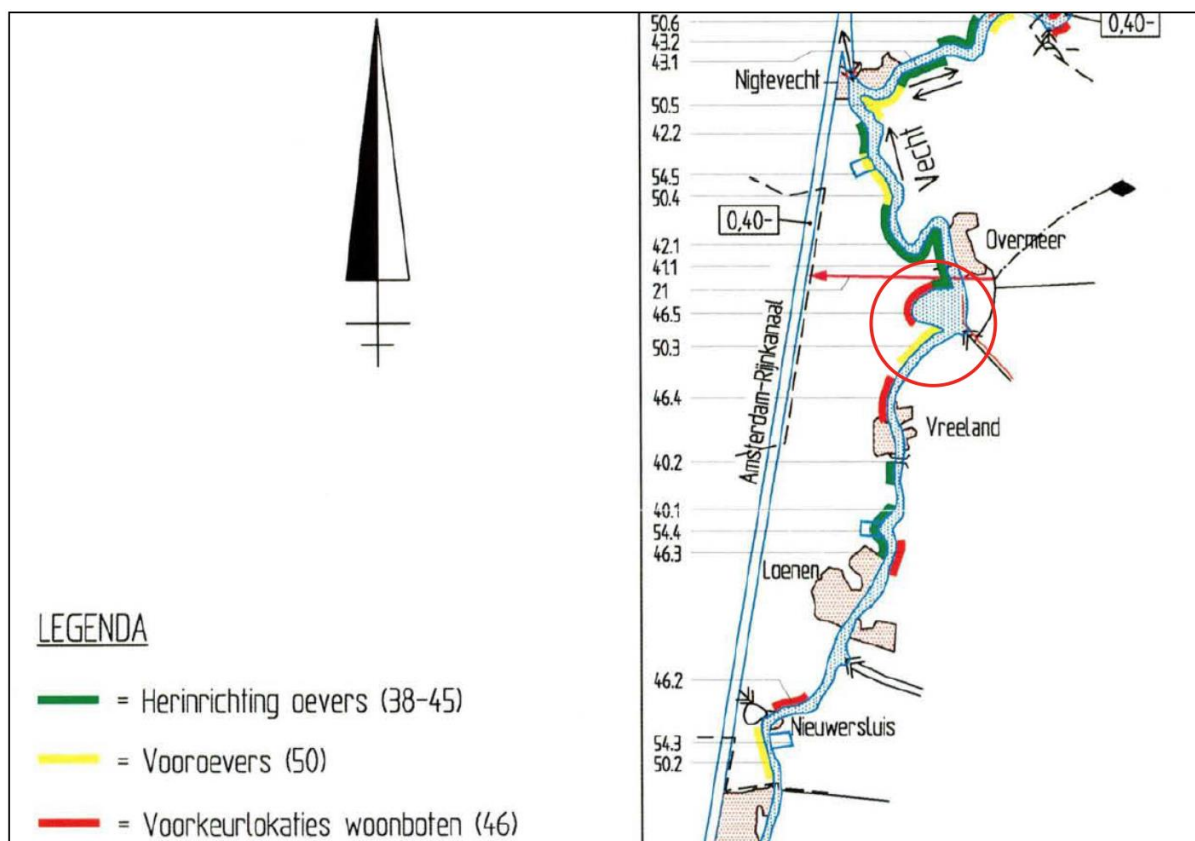 50.6
43.2
43.1
0,40-
Nigtevecht
50.5
42.2
Vecht
54.5
50.4
0,40-
Overmeer
42.1
41.1
21
46.5
50.3
Amsterdam-Rijnkanaal
46.4
Vreeland
40.2
40.1
54.4
46.3
Loenen
46.2
Nieuwersluis
54.3
50.2
LEGENDA
= Herinrichting oevers (38-45)
= Vooroevers (50)
= Voorkeurlokaties woonboten (46)